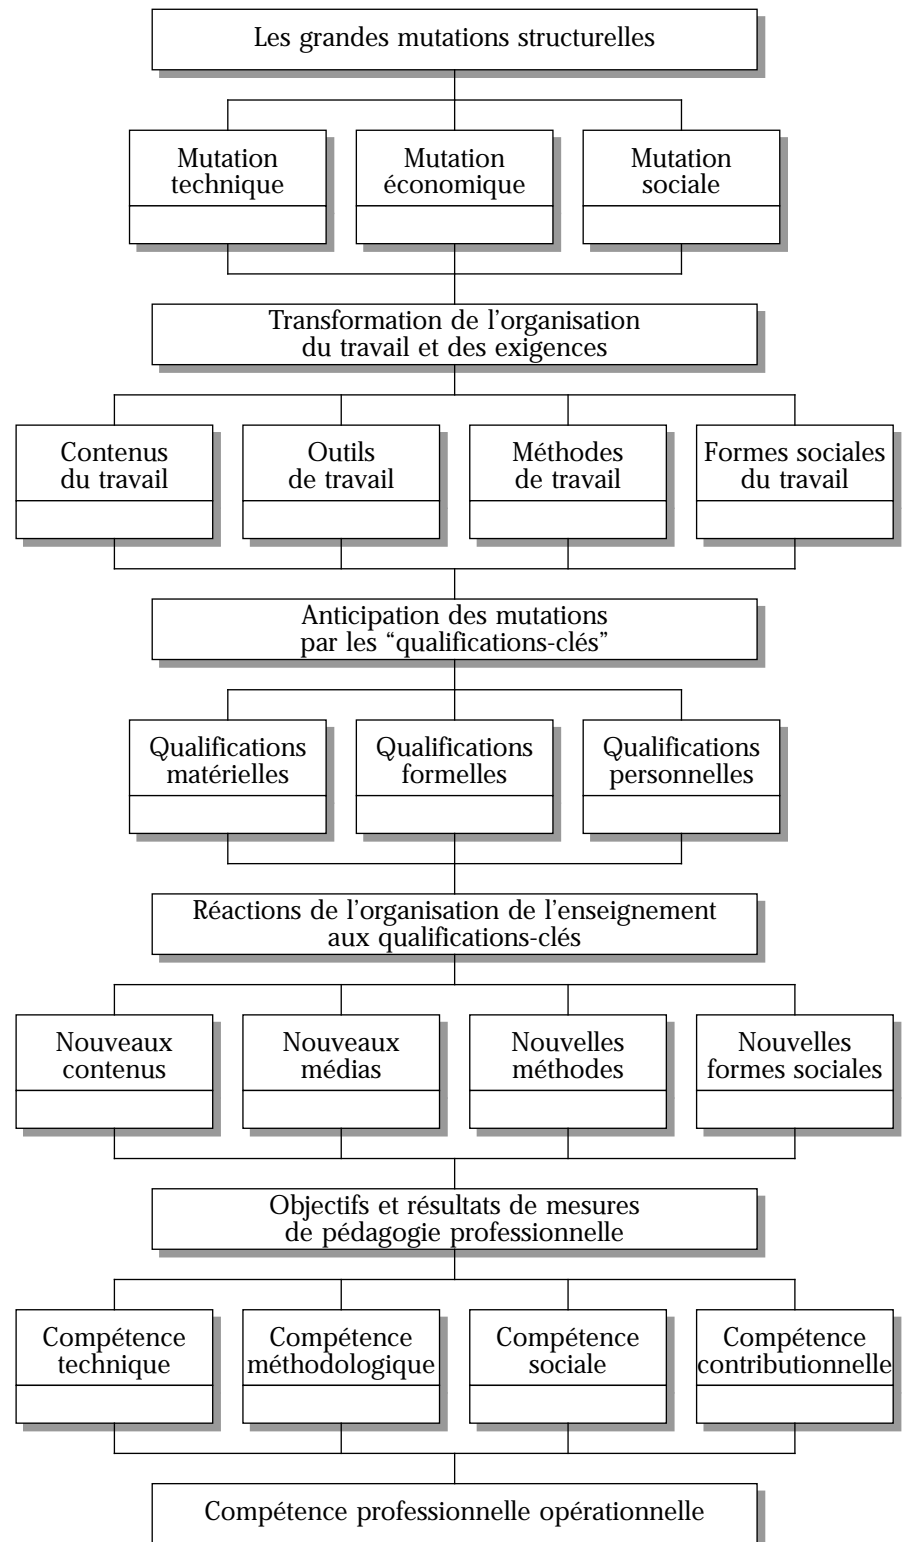 Les grandes mutations structurelles
Mutation
technique
Mutation
économique
Mutation
sociale
Transformation de l'organisation
du travail et des exigences
Contenus
du travail
Outils
de travail
Méthodes
de travail
Formes sociales
du travail
Anticipation des mutations
par les “qualifications-clés”
Qualifications
matérielles
Qualifications
formelles
Qualifications
personnelles
Réactions de l'organisation de l'enseignement
aux qualifications-clés
Nouveaux
contenus
Nouveaux
médias
Nouvelles
méthodes
Nouvelles
formes sociales
Objectifs et résultats de mesures
de pédagogie professionnelle
Compétence
technique
Compétence
méthodologique
Compétence
sociale
Compétence
contributionnelle
Compétence professionnelle opérationnelle